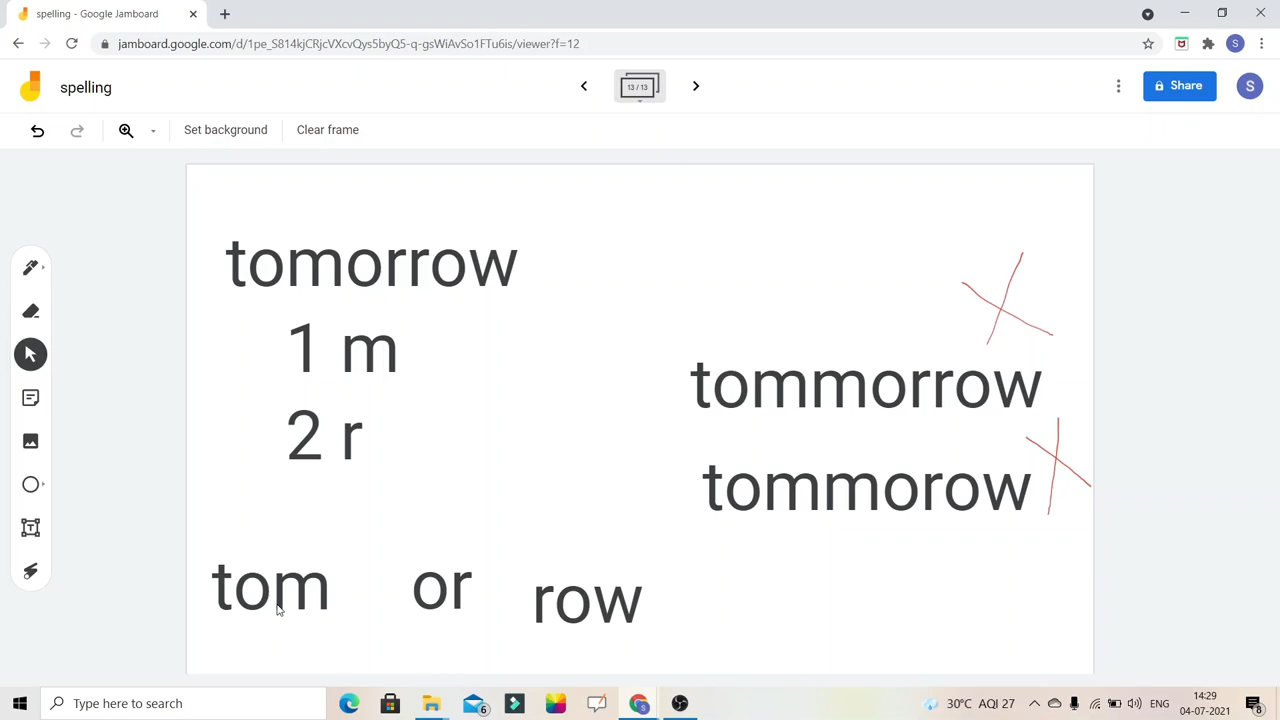 spelling - Google Jamboard
jamboard.google.com/d/1pe_S814kjCRjcVXcvQys5byQ5-q-gsWiAvSo1FTu6is/viewer?f=12
S
spelling
13 / 13
Share
S
Set background
Clear frame
tomorrow
1 m
2 r
tommorrow
tommorow
tom or row
T
Type here to search
6
S
30°C AQI 27
ENG
14:29
04-07-2021
8